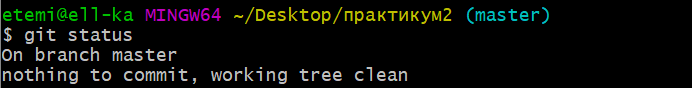 etemi@ell-ka MINGW64 ~/Desktop/практикум2 (master)
$ git status
On branch master
nothing to commit, working tree clean